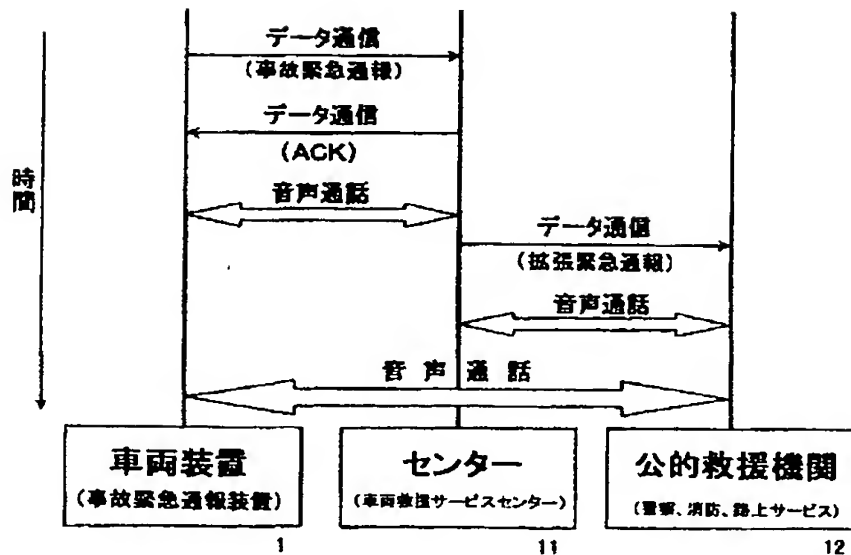 データ通信
(事故緊急通報)
データ通信
(ACK)
音声通話
時間
データ通信
(拡張緊急通報)
音声通話
音声通話
車両装置
(事故緊急通報装置)
1
センター
(車両救援サービスセンター)
11
公的救援機関
(警察、消防、路上サービス)
12